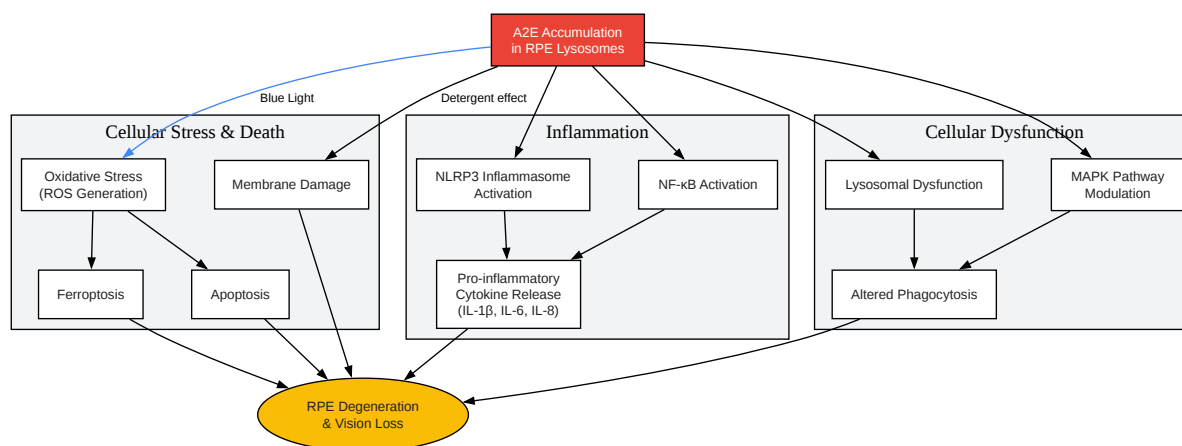 A2E Accumulation
in RPE Lysosomes
Blue Light
Detergent effect
Cellular Stress & Death
Inflammation
Cellular Dysfunction
Oxidative Stress
(ROS Generation)
Membrane Damage
NLRP3 Inflammasome
Activation
NF-κB Activation
Lysosomal Dysfunction
MAPK Pathway
Modulation
Ferroptosis
Apoptosis
Pro-inflammatory
Cytokine Release
(IL-1β, IL-6, IL-8)
Altered Phagocytosis
RPE Degeneration
& Vision Loss